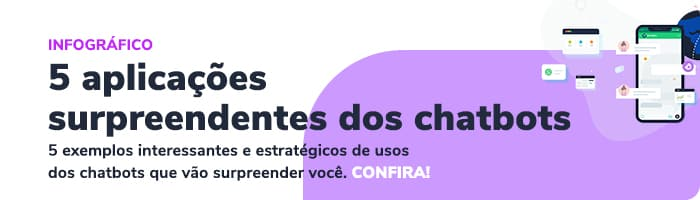 INFOGRÁFICO
5 aplicações
surpreendentes dos chatbots
5 exemplos interessantes e estratégicos de usos
dos chatbots que vão surpreender você. CONFIRA!